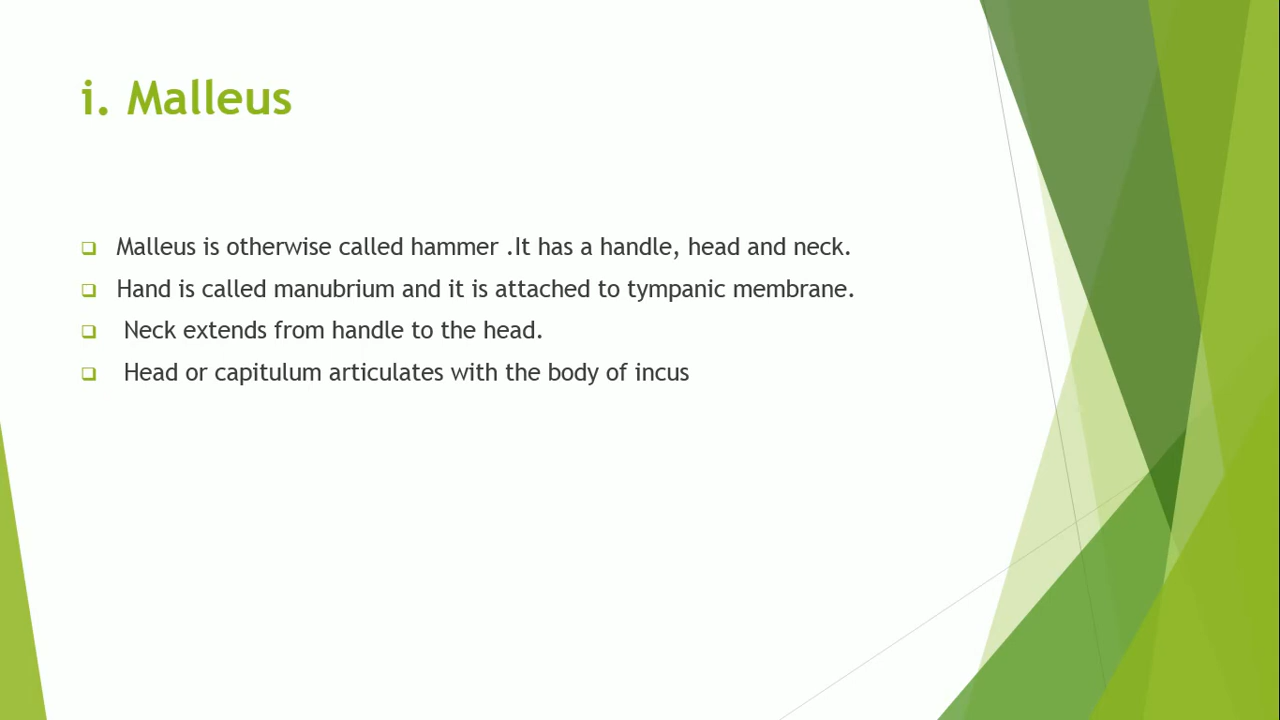 i. Malleus
Malleus is otherwise called hammer .It has a handle, head and neck.
Hand is called manubrium and it is attached to tympanic membrane.
Neck extends from handle to the head.
Head or capitulum articulates with the body of incus